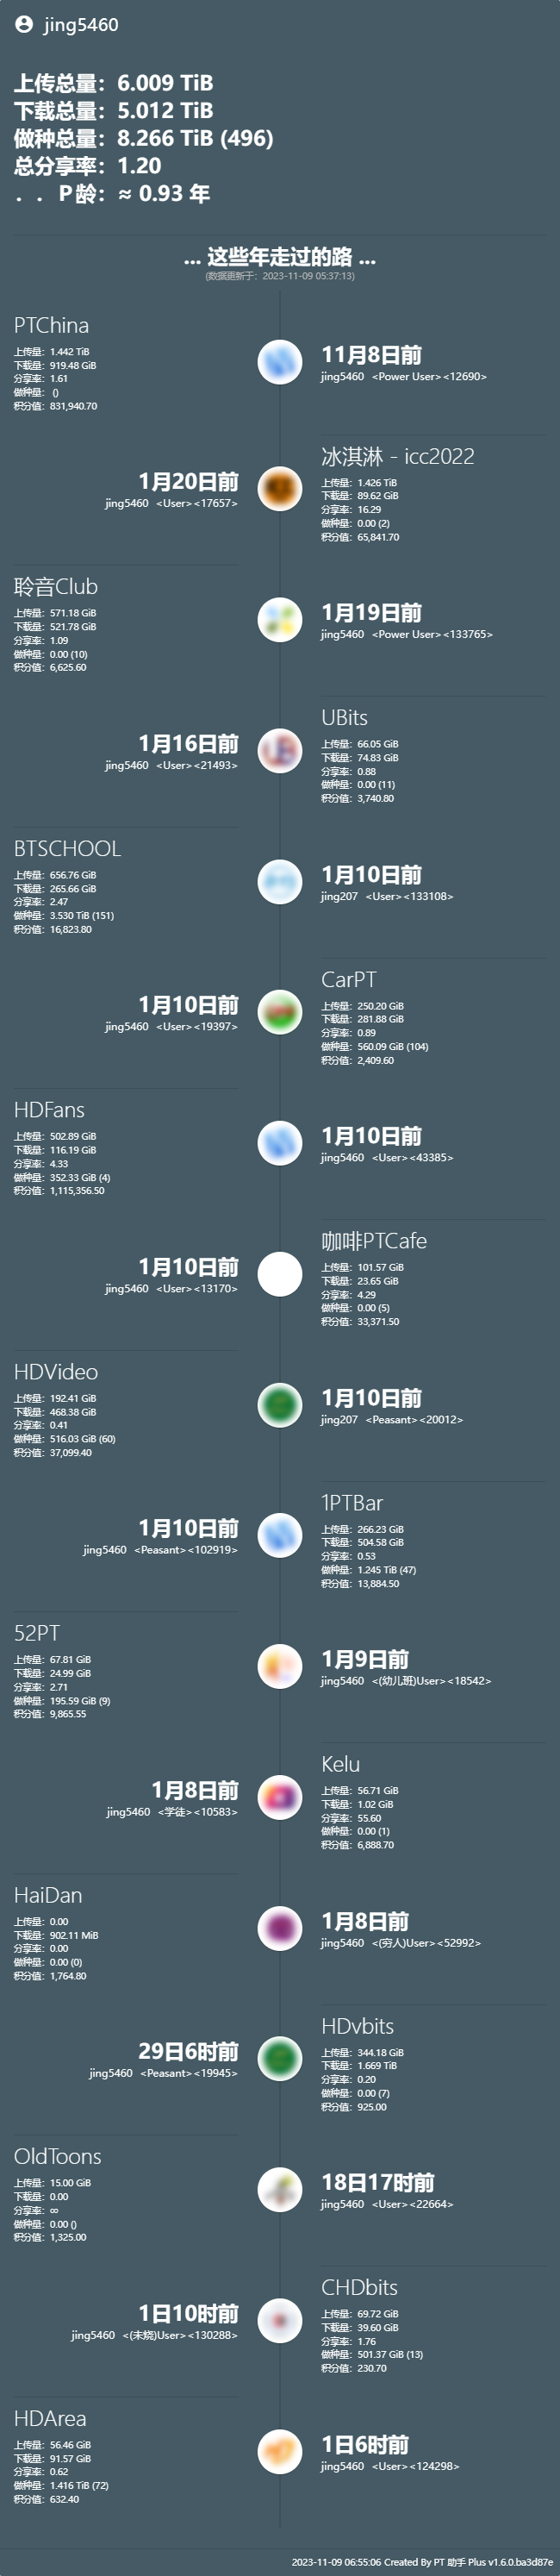 jing5460
上传总量：6.009 TiB
下载总量：5.012 TiB
做种总量：8.266 TiB (496)
总分享率：1.20
．．P龄：≈ 0.93 年
... 这些年走过的路 ...
(数据更新于：2023-11-09 05:37:13)
PTChina
上传量：1.442 TiB
下载量：919.48 GiB
分享率：1.61
做种量： ()
积分值：831,940.70
11月8日前
jing5460 <Power User><12690>
冰淇淋 - icc2022
上传量：1.426 TiB
下载量：89.62 GiB
分享率：16.29
做种量：0.00 (2)
积分值：65,841.70
1月20日前
jing5460 <User><17657>
聆音Club
上传量：571.18 GiB
下载量：521.78 GiB
分享率：1.09
做种量：0.00 (10)
积分值：6,625.60
1月19日前
jing5460 <Power User><133765>
UBits
上传量：66.05 GiB
下载量：74.83 GiB
分享率：0.88
做种量：0.00 (11)
积分值：3,740.80
1月16日前
jing5460 <User><21493>
BTSCHOOL
上传量：656.76 GiB
下载量：265.66 GiB
分享率：2.47
做种量：3.530 TiB (151)
积分值：16,823.80
1月10日前
jing207 <User><133108>
CarPT
上传量：250.20 GiB
下载量：281.88 GiB
分享率：0.89
做种量：560.09 GiB (104)
积分值：2,409.60
1月10日前
jing5460 <User><19397>
HDFans
上传量：502.89 GiB
下载量：116.19 GiB
分享率：4.33
做种量：352.33 GiB (4)
积分值：1,115,356.50
1月10日前
jing5460 <User><43385>
咖啡PTCafe
上传量：101.57 GiB
下载量：23.65 GiB
分享率：4.29
做种量：0.00 (5)
积分值：33,371.50
1月10日前
jing5460 <User><13170>
HDVideo
上传量：192.41 GiB
下载量：468.38 GiB
分享率：0.41
做种量：516.03 GiB (60)
积分值：37,099.40
1月10日前
jing207 <Peasant><20012>
1PTBar
上传量：266.23 GiB
下载量：504.58 GiB
分享率：0.53
做种量：1.245 TiB (47)
积分值：13,884.50
1月10日前
jing5460 <Peasant><102919>
52PT
上传量：67.81 GiB
下载量：24.99 GiB
分享率：2.71
做种量：195.59 GiB (9)
积分值：9,865.55
1月9日前
jing5460 <(幼儿班)User><18542>
Kelu
上传量：56.71 GiB
下载量：1.02 GiB
分享率：55.60
做种量：0.00 (1)
积分值：6,888.70
1月8日前
jing5460 <学徒><10583>
HaiDan
上传量：0.00
下载量：902.11 MiB
分享率：0.00
做种量：0.00 (0)
积分值：1,764.80
1月8日前
jing5460 <(穷人)User><52992>
HDvbits
上传量：344.18 GiB
下载量：1.669 TiB
分享率：0.20
做种量：0.00 (7)
积分值：925.00
29日6时前
jing5460 <Peasant><19945>
OldToons
上传量：15.00 GiB
下载量：0.00
分享率：∞
做种量：0.00 ()
积分值：1,325.00
18日17时前
jing5460 <User><22664>
CHDbits
上传量：69.72 GiB
下载量：39.60 GiB
分享率：1.76
做种量：501.37 GiB (13)
积分值：230.70
1日10时前
jing5460 <(未烧)User><130288>
HDArea
上传量：56.46 GiB
下载量：91.57 GiB
分享率：0.62
做种量：1.416 TiB (72)
积分值：632.40
1日6时前
jing5460 <User><124298>
2023-11-09 06:55:06 Created By PT 助手 Plus v1.6.0.ba3d87e